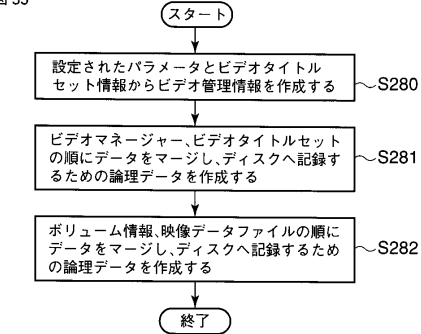 スタート
設定されたパラメータとビデオタイトル
セット情報からビデオ管理情報を作成する
S280
ビデオマネージャー、ビデオタイトルセット
の順にデータをマージし、ディスクへ記録す
るための論理データを作成する
S281
ボリューム情報、映像データファイルの順に
データをマージし、ディスクへ記録するため
の論理データを作成する
S282
終了